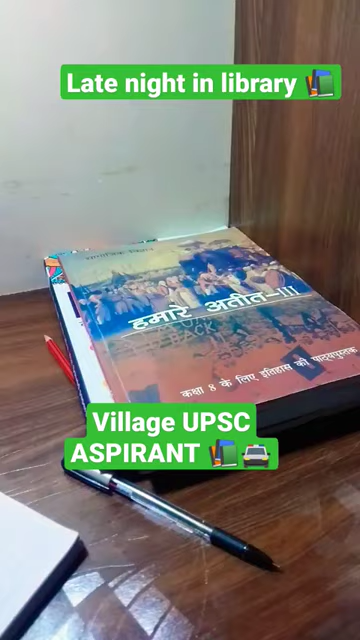 Late night in library 📚
सामाजिक विज्ञान
हमारे अतीत–III
कक्षा 8 के लिए इतिहास की पाठ्यपुस्तक
Village UPSC
ASPIRANT 📚🚖